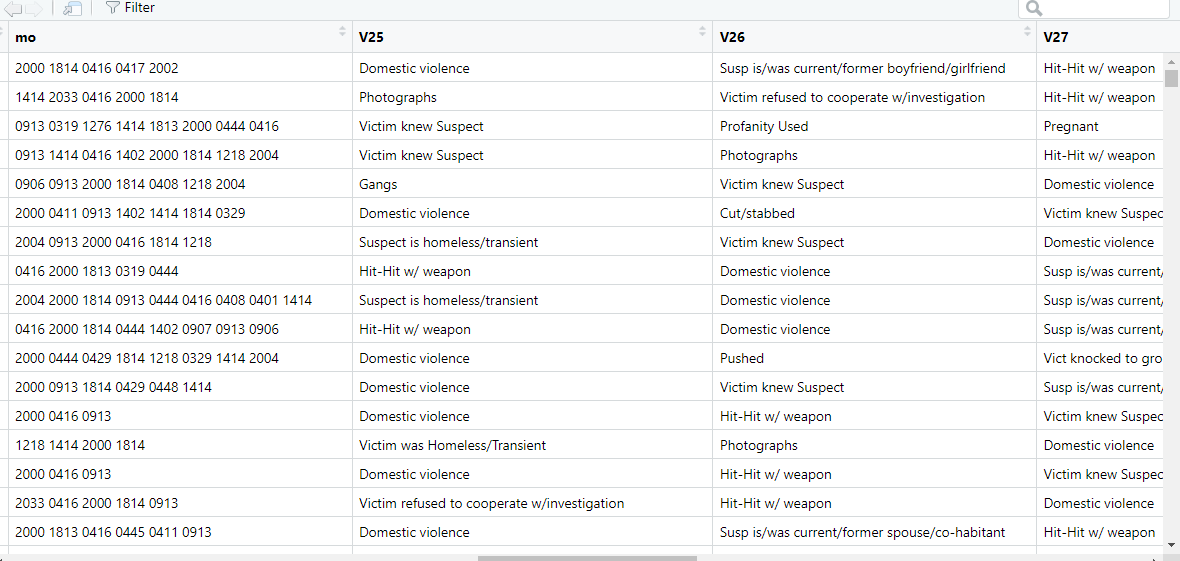 Filter
mo V25 V26 V27
2000 1814 0416 0417 2002 Domestic violence Susp is/was current/former boyfriend/girlfriend Hit-Hit w/ weapon
1414 2033 0416 2000 1814 Photographs Victim refused to cooperate w/investigation Hit-Hit w/ weapon
0913 0319 1276 1414 1813 2000 0444 0416 Victim knew Suspect Profanity Used Pregnant
0913 1414 0416 1402 2000 1814 1218 2004 Victim knew Suspect Photographs Hit-Hit w/ weapon
0906 0913 2000 1814 0408 1218 2004 Gangs Victim knew Suspect Domestic violence
2000 0411 0913 1402 1414 1814 0329 Domestic violence Cut/stabbed Victim knew Suspec
2004 0913 2000 0416 1814 1218 Suspect is homeless/transient Victim knew Suspect Domestic violence
0416 2000 1813 0319 0444 Hit-Hit w/ weapon Domestic violence Susp is/was current/
2004 2000 1814 0913 0444 0416 0408 0401 1414 Suspect is homeless/transient Domestic violence Susp is/was current/
0416 2000 1814 0444 1402 0907 0913 0906 Hit-Hit w/ weapon Domestic violence Susp is/was current/
2000 0444 0429 1814 1218 0329 1414 2004 Domestic violence Pushed Vict knocked to gro
2000 0913 1814 0429 0448 1414 Domestic violence Victim knew Suspect Susp is/was current/
2000 0416 0913 Domestic violence Hit-Hit w/ weapon Victim knew Suspec
1218 1414 2000 1814 Victim was Homeless/Transient Photographs Domestic violence
2000 0416 0913 Domestic violence Hit-Hit w/ weapon Victim knew Suspec
2033 0416 2000 1814 0913 Victim refused to cooperate w/investigation Hit-Hit w/ weapon Domestic violence
2000 1813 0416 0445 0411 0913 Domestic violence Susp is/was current/former spouse/co-habitant Hit-Hit w/ weapon